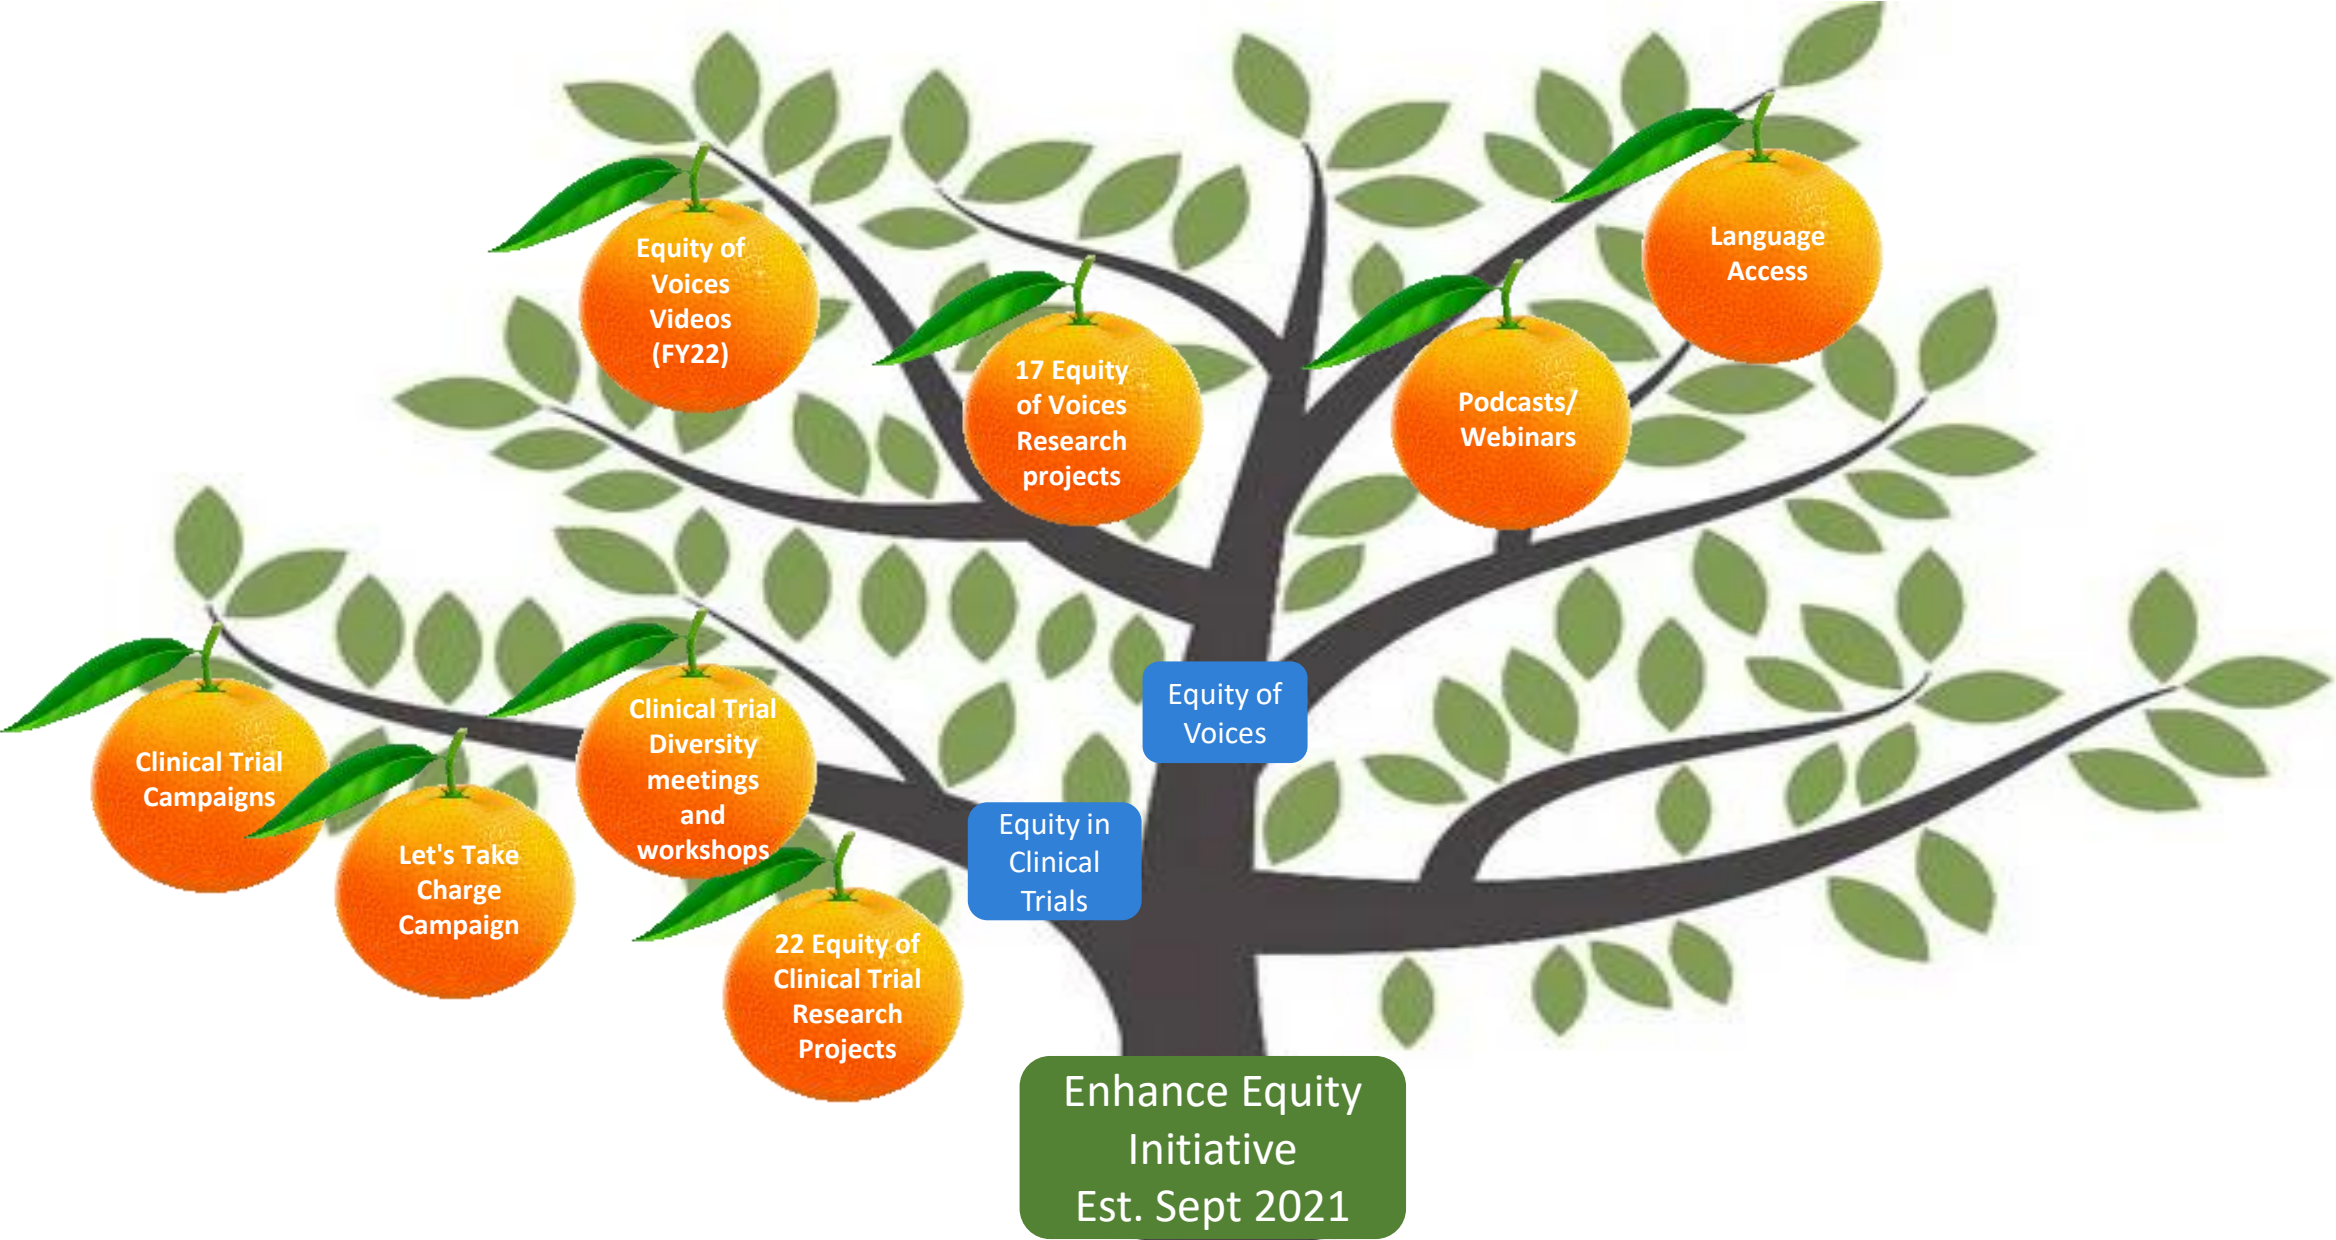 Equity of
Voices
Videos
(FY22)
17 Equity
of Voices
Research
projects
Podcasts/
Webinars
Language
Access
Equity of
Voices
Clinical Trial
Campaigns
Let's Take
Charge
Campaign
Clinical Trial
Diversity
meetings
and
workshops
22 Equity of
Clinical Trial
Research
Projects
Equity in
Clinical
Trials
Enhance Equity
Initiative
Est. Sept 2021